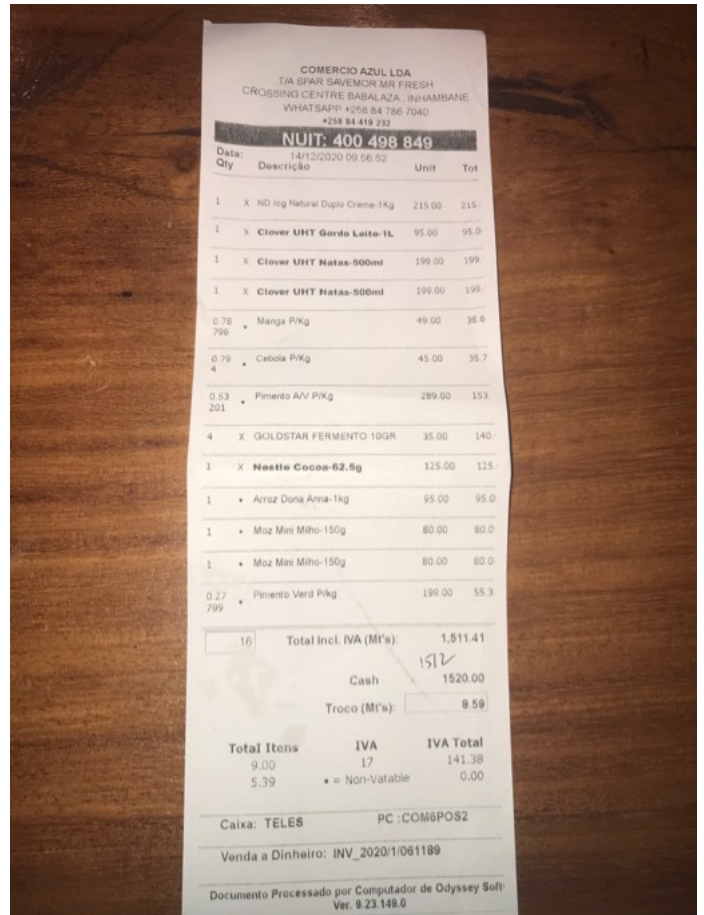 COMERCIO AZUL LDA
T/A SPAR SAVEMOR MR FRESH
CROSSING CENTRE BABALAZA , INHAMBANE
WHATSAPP +258 84 786 7040
+258 84 419 232
NUIT: 400 498 849
Data: 14/12/2020 09:56:52
Qty Descrição Unit Tot
1 X ND Iog Natural Duplo Creme-1Kg 215.00 215.
1 X Clover UHT Gordo Leite-1L 95.00 95.0
1 X Clover UHT Natas-500ml 199.00 199.
1 X Clover UHT Natas-500ml 199.00 199.
0.78796 • Manga P/Kg 49.00 38.6
0.794 • Cebola P/Kg 45.00 35.7
0.53201 • Pimento A/V P/Kg 289.00 153.
4 X GOLDSTAR FERMENTO 10GR 35.00 140.
1 X Nestle Cocoa-62.5g 125.00 125.
1 • Arroz Dona Anna-1kg 95.00 95.0
1 • Moz Mini Milho-150g 80.00 80.0
1 • Moz Mini Milho-150g 80.00 80.0
0.27799 • Pimento Verd P/kg 199.00 55.3
16 Total Incl. IVA (Mt's): 1,511.41
1512
Cash 1520.00
Troco (Mt's): 8.59
Total Itens IVA IVA Total
9.00 17 141.38
5.39 • = Non-Vatable 0.00
Caixa: TELES PC :COM6POS2
Venda a Dinheiro: INV_2020/1/061189
Documento Processado por Computador de Odyssey Soft
Ver. 9.23.149.0